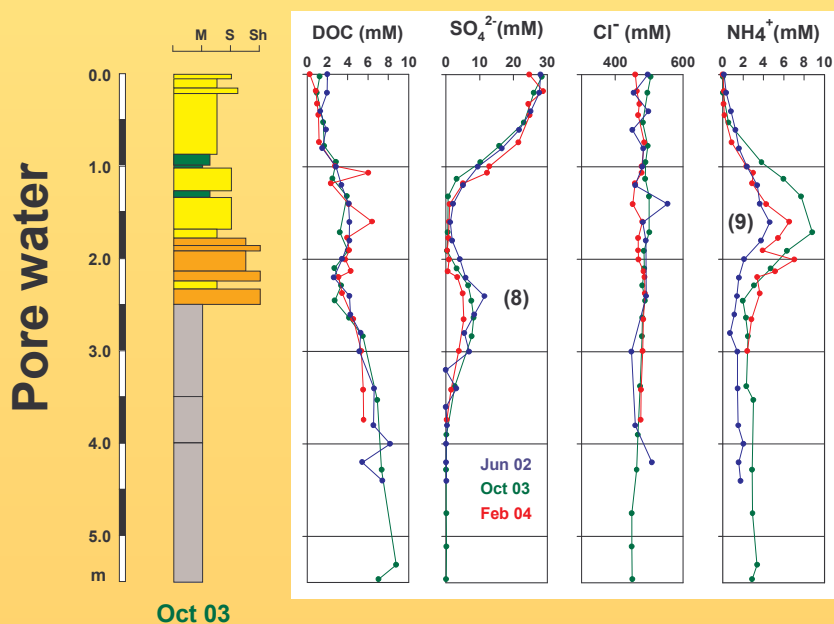 M S Sh
DOC (mM) SO₄²⁻(mM) Cl⁻ (mM) NH4⁺(mM)
0 2 4 6 8 10 0 10 20 30 400 600 0 2 4 6 8 10
0.0
1.0
2.0
3.0
4.0
5.0
m
Pore water
(8)
(9)
Jun 02
Oct 03
Feb 04
Oct 03